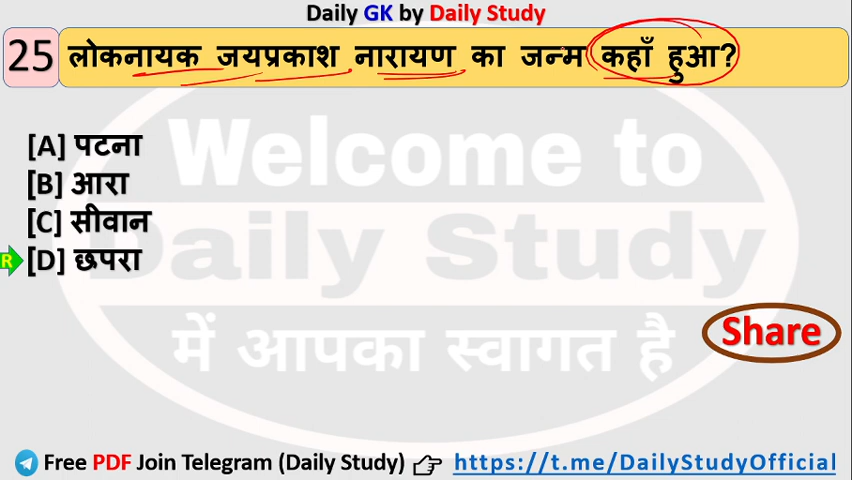 Daily GK by Daily Study
25 लोकनायक जयप्रकाश नारायण का जन्म कहाँ हुआ?
Welcome to
[A] पटना
[B] आरा
[C] सीवान
Daily Study
R [D] छपरा
Share
में आपका स्वागत है
Free PDF Join Telegram (Daily Study) https://t.me/DailyStudyOfficial